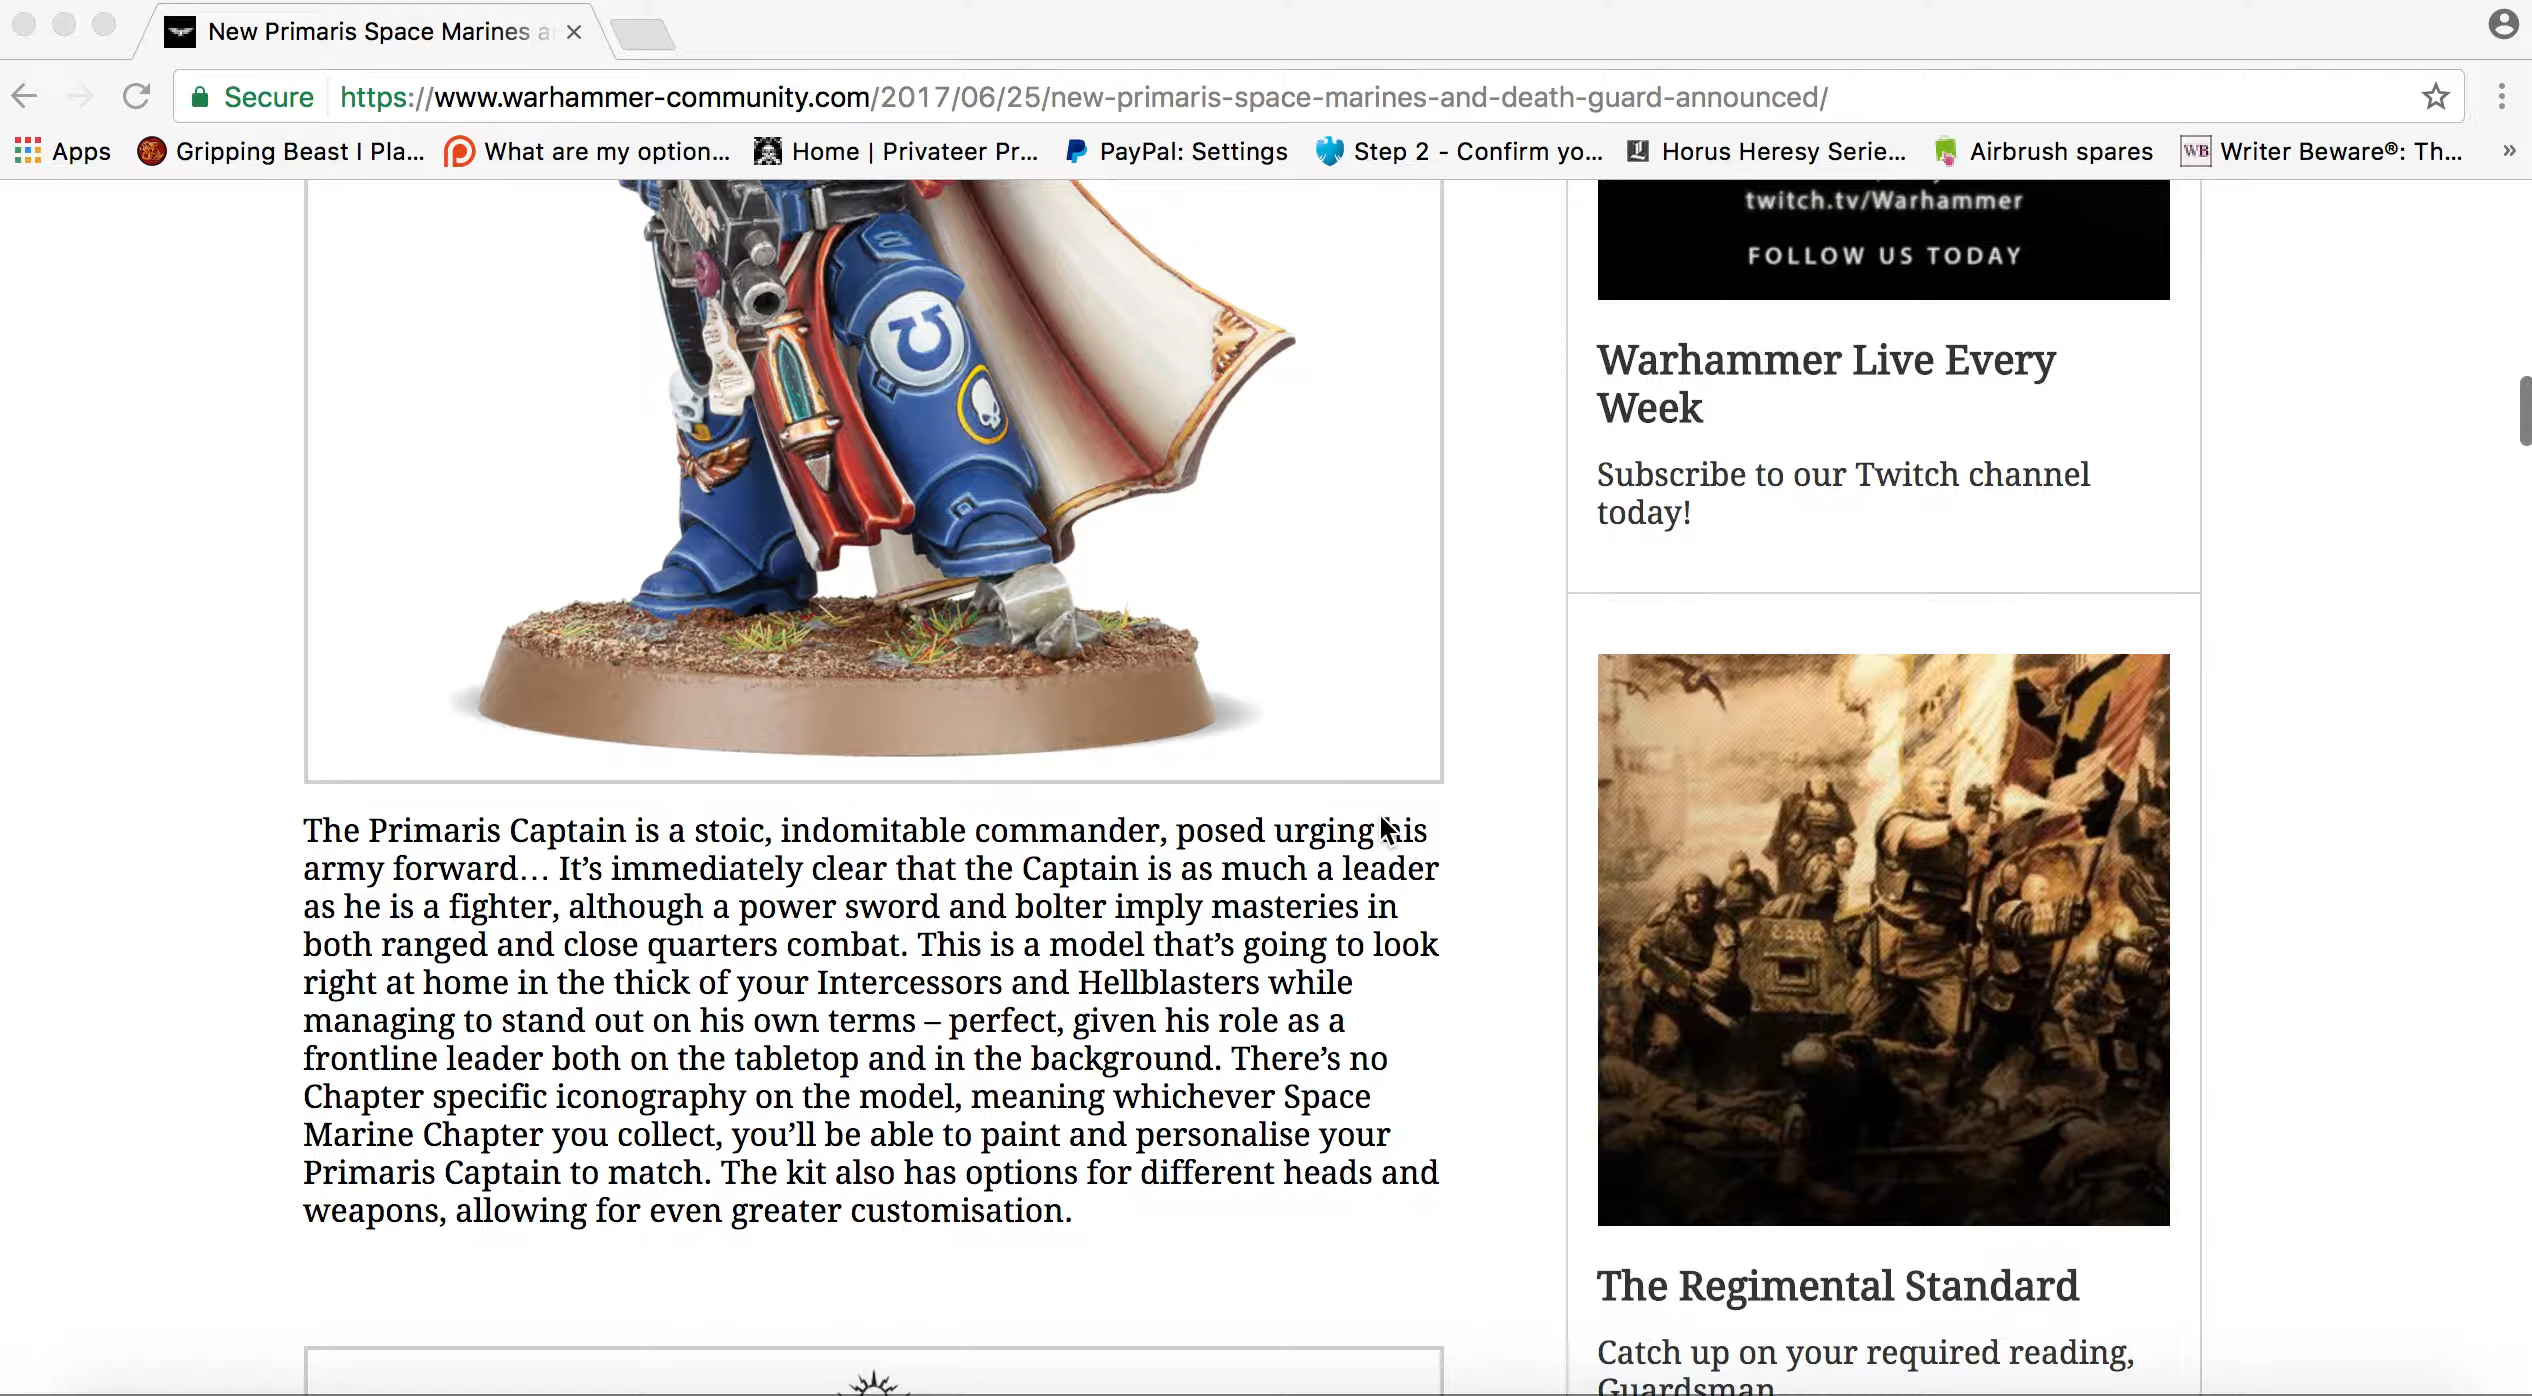 New Primaris Space Marines a
Secure https://www.warhammer-community.com/2017/06/25/new-primaris-space-marines-and-death-guard-announced/
Apps Gripping Beast I Pla... What are my option... Home | Privateer Pr... PayPal: Settings Step 2 - Confirm yo... Horus Heresy Serie... Airbrush spares WB Writer Beware®: Th... »
twitch.tv/Warhammer
FOLLOW US TODAY
Warhammer Live Every
Week
Subscribe to our Twitch channel
today!
The Primaris Captain is a stoic, indomitable commander, posed urging his
army forward… It’s immediately clear that the Captain is as much a leader
as he is a fighter, although a power sword and bolter imply masteries in
both ranged and close quarters combat. This is a model that’s going to look
right at home in the thick of your Intercessors and Hellblasters while
managing to stand out on his own terms – perfect, given his role as a
frontline leader both on the tabletop and in the background. There’s no
Chapter specific iconography on the model, meaning whichever Space
Marine Chapter you collect, you’ll be able to paint and personalise your
Primaris Captain to match. The kit also has options for different heads and
weapons, allowing for even greater customisation.
The Regimental Standard
Catch up on your required reading,
Guardsman